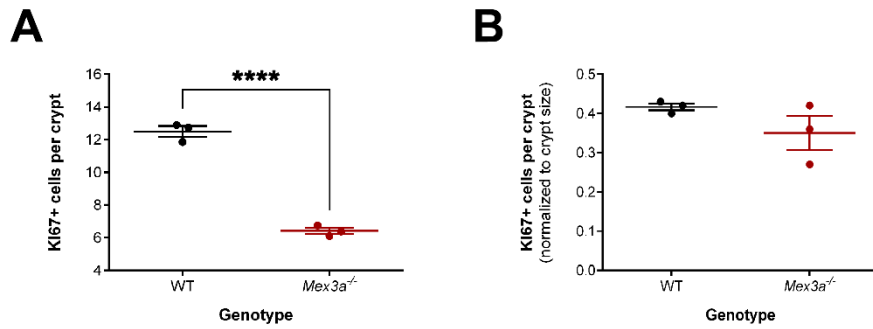 A
KI67+ cells per crypt
16
14
12
10
8
6
4
****
WT
Mex3a-/-
Genotype
B
KI67+ cells per crypt
(normalized to crypt size)
0.5
0.4
0.3
0.2
0.1
0.0
WT
Mex3a-/-
Genotype